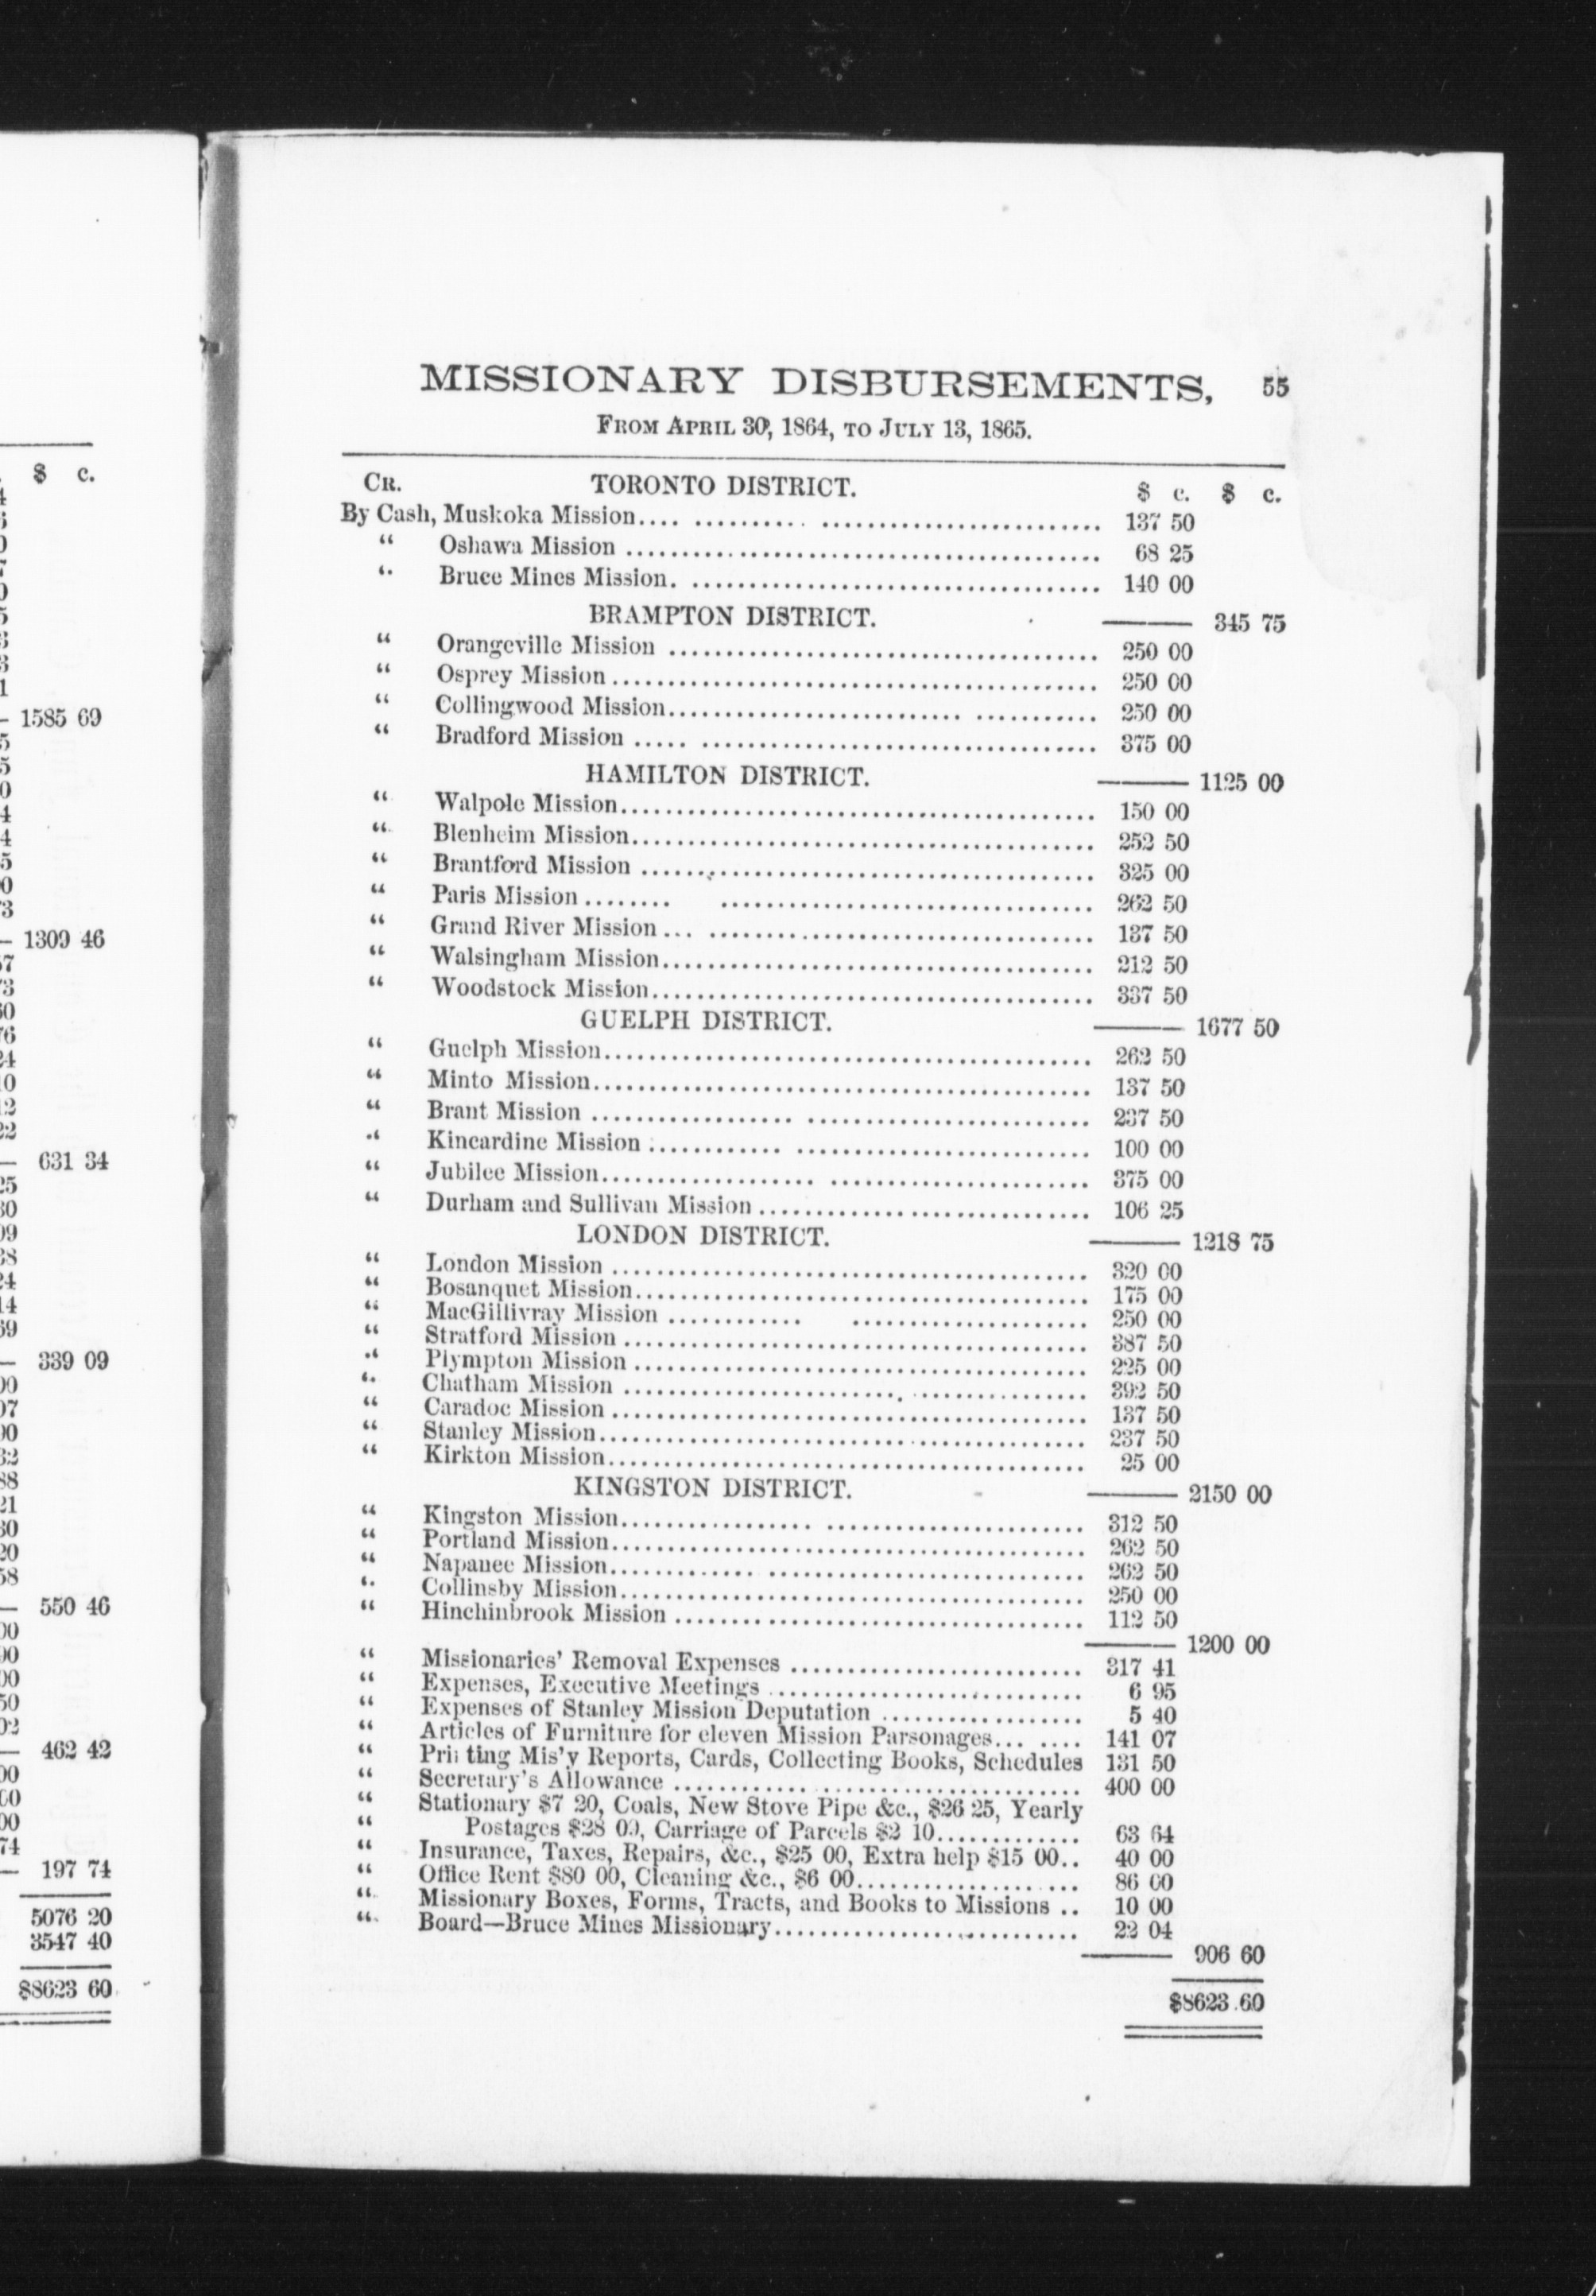 $ c.
1585 69
1309 46
631 34
339 09
550 46
462 42
197 74
5076 20
3547 40
$8623 60
MISSIONARY DISBURSEMENTS, 55
FROM APRIL 30, 1864, TO JULY 13, 1865.
CR. TORONTO DISTRICT. $ c. $ c.
By Cash, Muskoka Mission.... .......... ......................... 137 50
“ Oshawa Mission .......................................... 68 25
“ Bruce Mines Mission. ..................................... 140 00
BRAMPTON DISTRICT. ——— 345 75
“ Orangeville Mission ....................................... 250 00
“ Osprey Mission ............................................ 250 00
“ Collingwood Mission.......................... ........... 250 00
“ Bradford Mission ..... .................................... 375 00
HAMILTON DISTRICT. ——— 1125 00
“ Walpole Mission........................................... 150 00
“ Blenheim Mission.......................................... 252 50
“ Brantford Mission ......................................... 325 00
“ Paris Mission ........ .................................. 262 50
“ Grand River Mission ... ................................... 137 50
“ Walsingham Mission....................................... 212 50
“ Woodstock Mission........................................ 337 50
GUELPH DISTRICT. ——— 1677 50
“ Guelph Mission............................................ 262 50
“ Minto Mission............................................. 137 50
“ Brant Mission .................. ......................... 237 50
“ Kincardine Mission ............ .......................... 100 00
“ Jubilee Mission................... ....................... 375 00
“ Durham and Sullivan Mission .............................. 106 25
LONDON DISTRICT. ——— 1218 75
“ London Mission ........................................... 320 00
“ Bosanquet Mission......................................... 175 00
“ MacGillivray Mission ............ ..................... 250 00
“ Stratford Mission .......................................... 387 50
“ Plympton Mission ......................................... 225 00
“ Chatham Mission .......................................... 392 50
“ Caradoc Mission ........................................... 137 50
“ Stanley Mission............................................ 237 50
“ Kirkton Mission........................................... 25 00
KINGSTON DISTRICT. ——— 2150 00
“ Kingston Mission................. ....................... 312 50
“ Portland Mission........................................... 262 50
“ Napanee Mission............. ............................ 262 50
“ Collinsby Mission.......................................... 250 00
“ Hinchinbrook Mission ..................................... 112 50
——— 1200 00
“ Missionaries’ Removal Expenses .......................... 317 41
“ Expenses, Executive Meetings ............................ 6 95
“ Expenses of Stanley Mission Deputation .................. 5 40
“ Articles of Furniture for eleven Mission Parsonages... .... 141 07
“ Printing Mis’y Reports, Cards, Collecting Books, Schedules 131 50
“ Secretary’s Allowance ............ ....................... 400 00
“ Stationary $7 20, Coals, New Stove Pipe &c., $26 25, Yearly
“ Postages $28 09, Carriage of Parcels $2 10............. 63 64
“ Insurance, Taxes, Repairs, &c., $25 00, Extra help $15 00.. 40 00
“ Office Rent $80 00, Cleaning &c., $6 00................. ... 86 00
“ Missionary Boxes, Forms, Tracts, and Books to Missions .. 10 00
“ Board—Bruce Mines Missionary........................... 22 04
——— 906 60
$8623.60